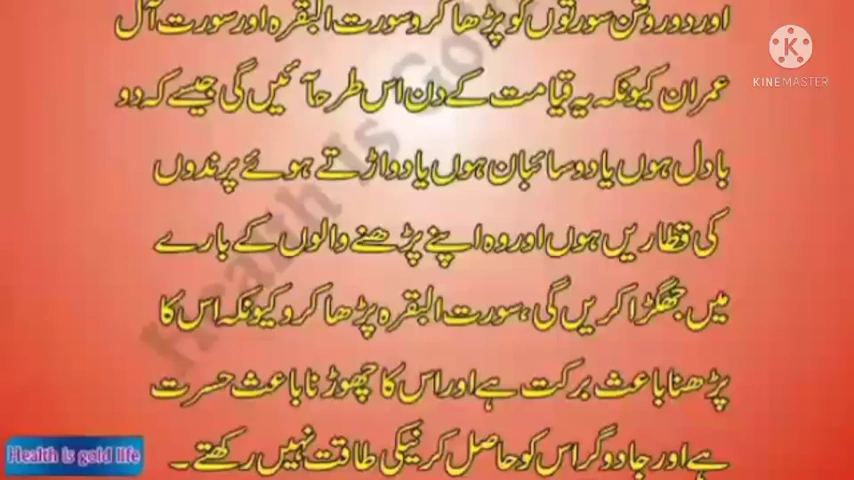 اور دو روشن سورتوں کو پڑھا کرو سورت البقرہ اور سورت آل
عمران کیونکہ یہ قیامت کے دن اس طرح آئیں گی جیسے کہ دو
بادل ہوں یا دو سائبان ہوں یا دو اڑتے ہوئے پرندوں
کی قطاریں ہوں اور وہ اپنے پڑھنے والوں کے بارے
میں جھگڑا کریں گی، سورت البقرہ پڑھا کرو کیونکہ اس کا
پڑھنا باعث برکت ہے اور اس کا چھوڑنا باعث حسرت
ہے اور جادوگر اس کو حاصل کرنیکی طاقت نہیں رکھتے۔
K
KINEMASTER
Health Is Gold
Health is gold life